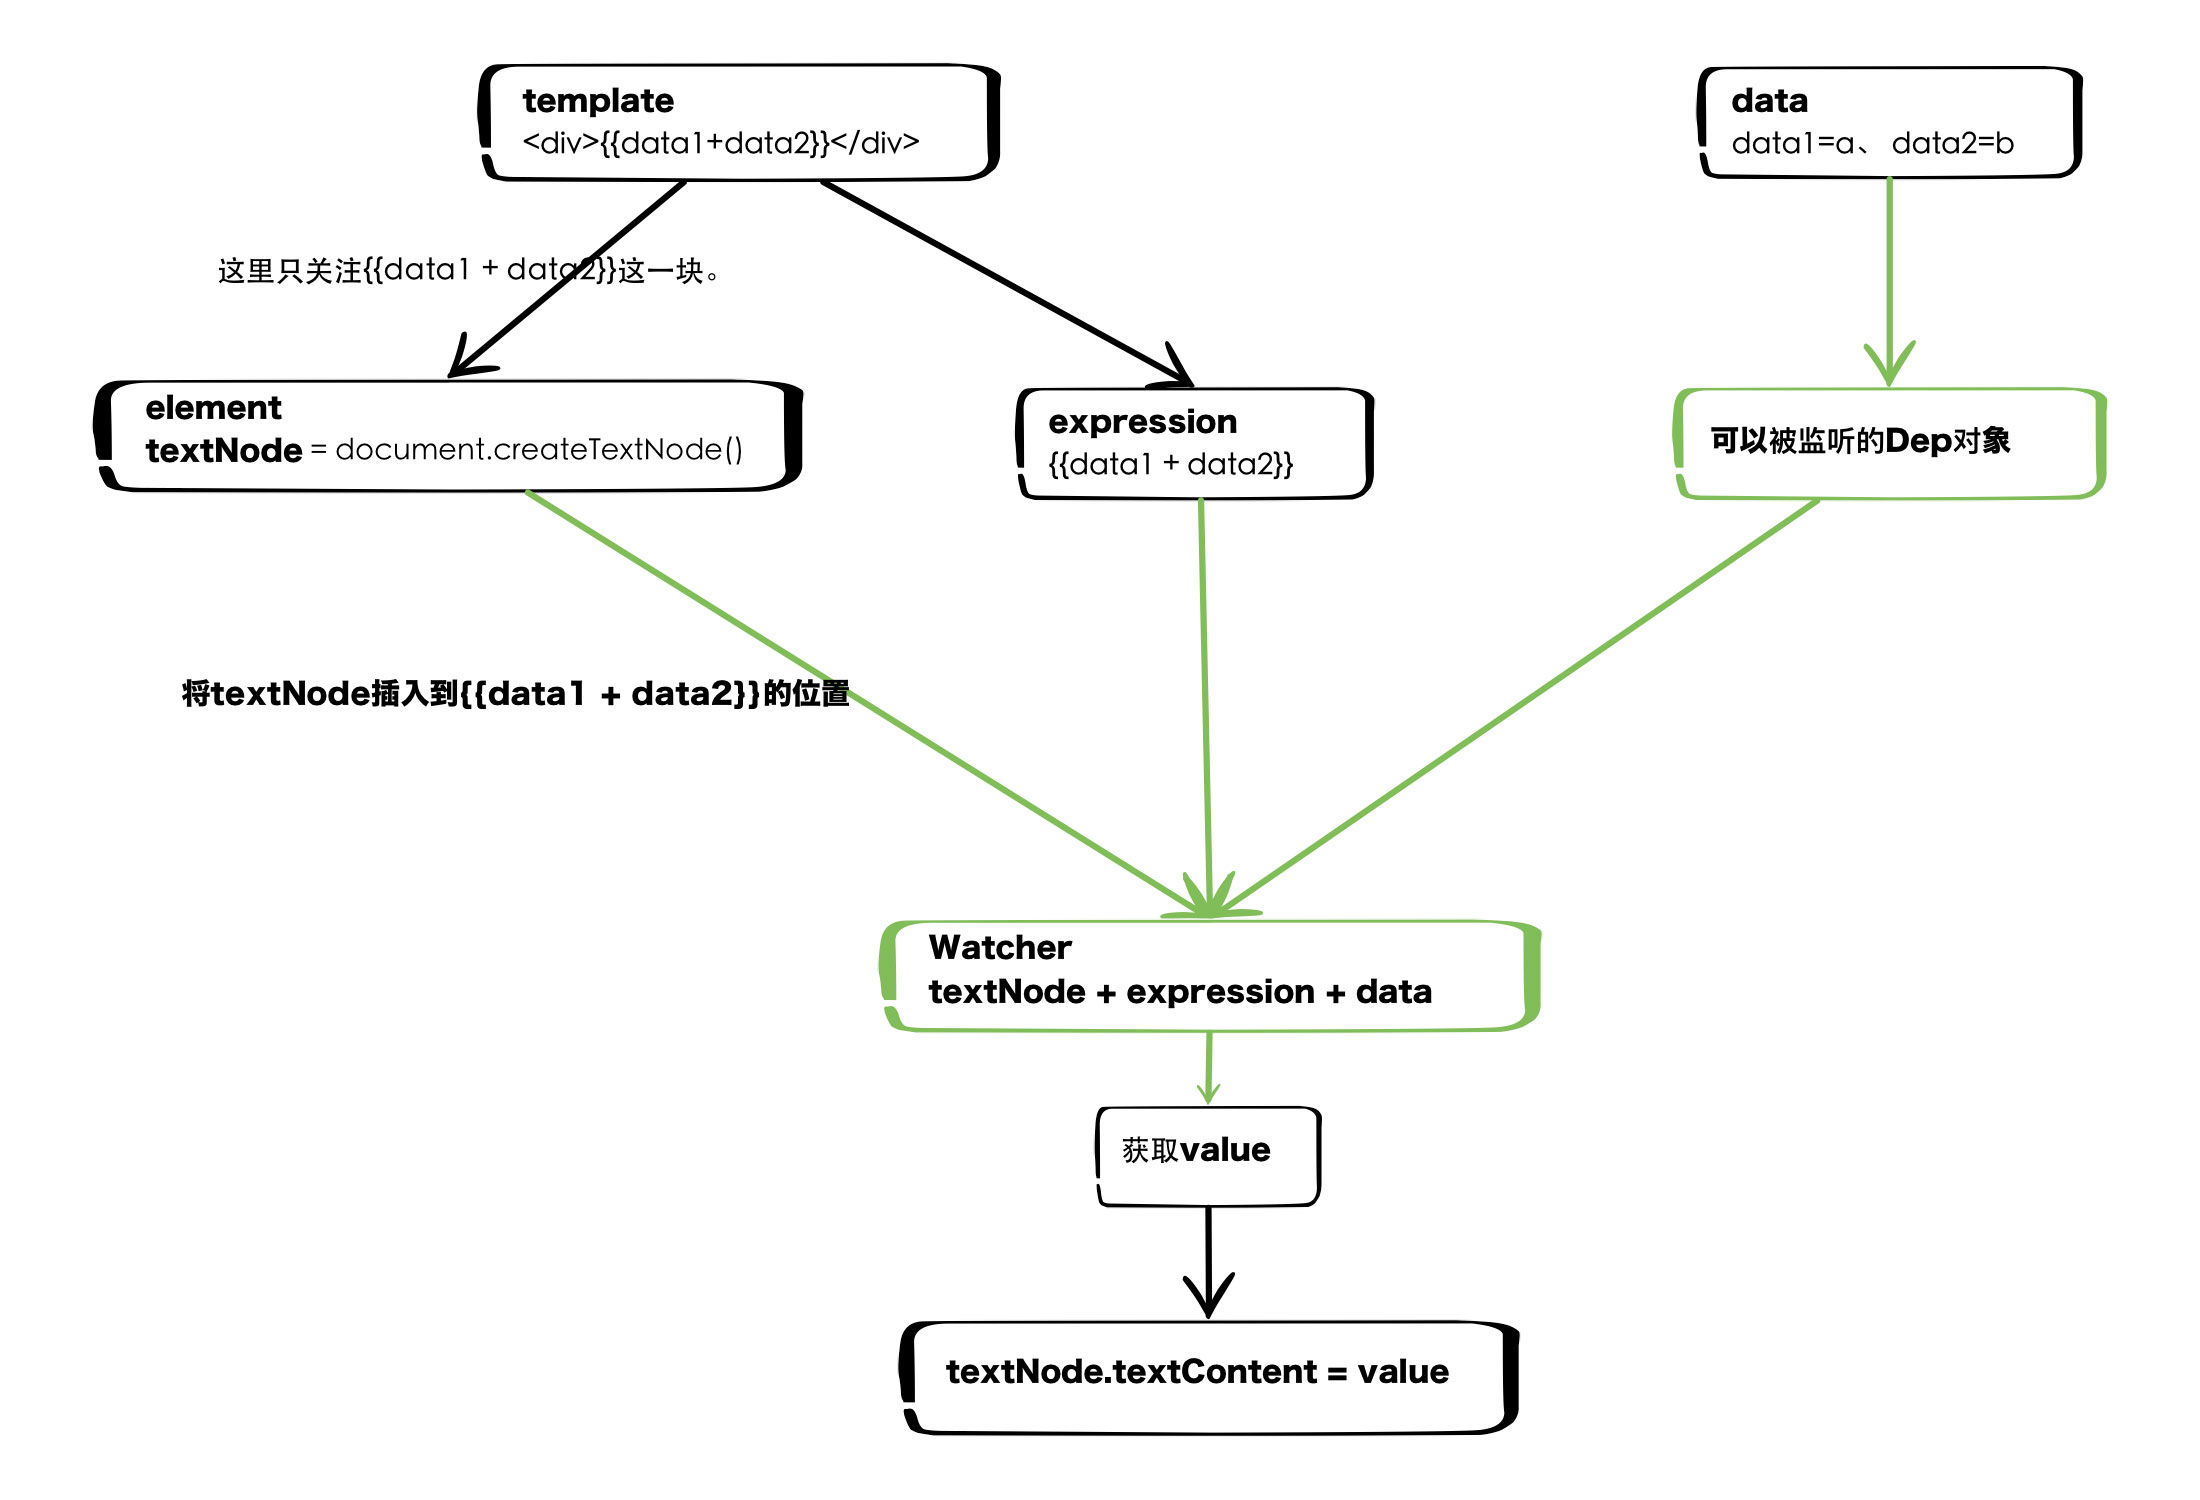 template
<div>{{data1+data2}}</div>
data
data1=a、 data2=b
这里只关注{{data1 + data2}}这一块。
element
textNode = document.createTextNode()
expression
{{data1 + data2}}
可以被监听的Dep对象
将textNode插入到{{data1 + data2}}的位置
Watcher
textNode + expression + data
获取value
textNode.textContent = value